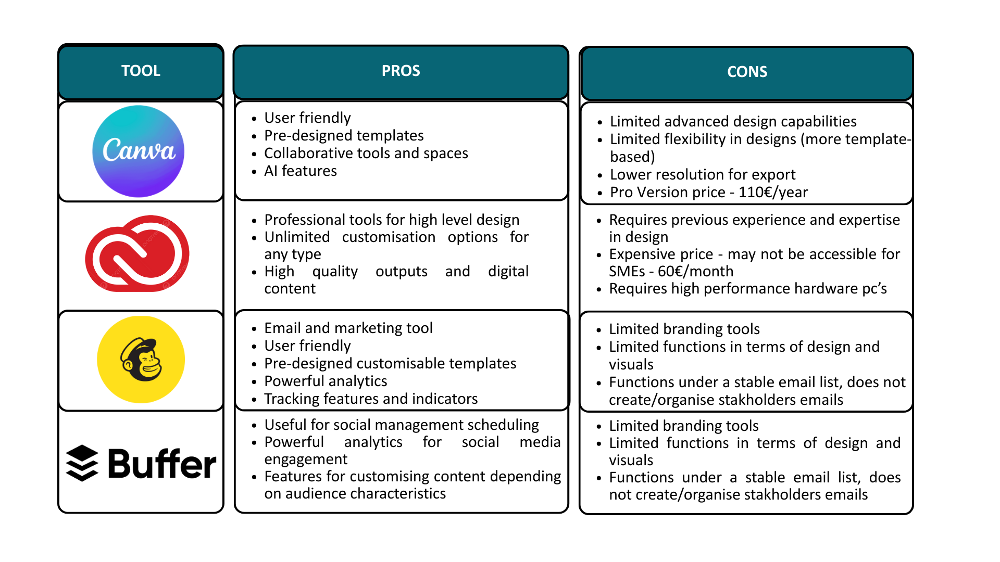 TOOL
PROS
CONS
Canva
• User friendly
• Pre-designed templates
• Collaborative tools and spaces
• AI features
• Limited advanced design capabilities
• Limited flexibility in designs (more template-
based)
• Lower resolution for export
• Pro Version price - 110€/year
• Professional tools for high level design
• Unlimited customisation options for
any type
• High quality outputs and digital
content
• Requires previous experience and expertise
in design
• Expensive price - may not be accessible for
SMEs - 60€/month
• Requires high performance hardware pc’s
• Email and marketing tool
• User friendly
• Pre-designed customisable templates
• Powerful analytics
• Tracking features and indicators
• Limited branding tools
• Limited functions in terms of design and
visuals
• Functions under a stable email list, does not
create/organise stakholders emails
Buffer
• Useful for social management scheduling
• Powerful analytics for social media
engagement
• Features for customising content depending
on audience characteristics
• Limited branding tools
• Limited functions in terms of design and
visuals
• Functions under a stable email list, does
not create/organise stakholders emails